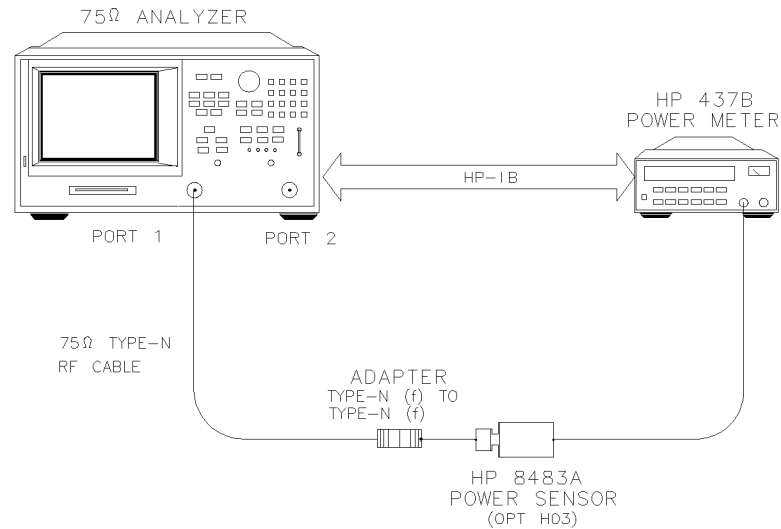 75Ω ANALYZER
HP 437B
POWER METER
HP-IB
PORT 1
PORT 2
75Ω TYPE-N
RF CABLE
ADAPTER
TYPE-N (f) TO
TYPE-N (f)
HP 8483A
POWER SENSOR
(OPT H03)